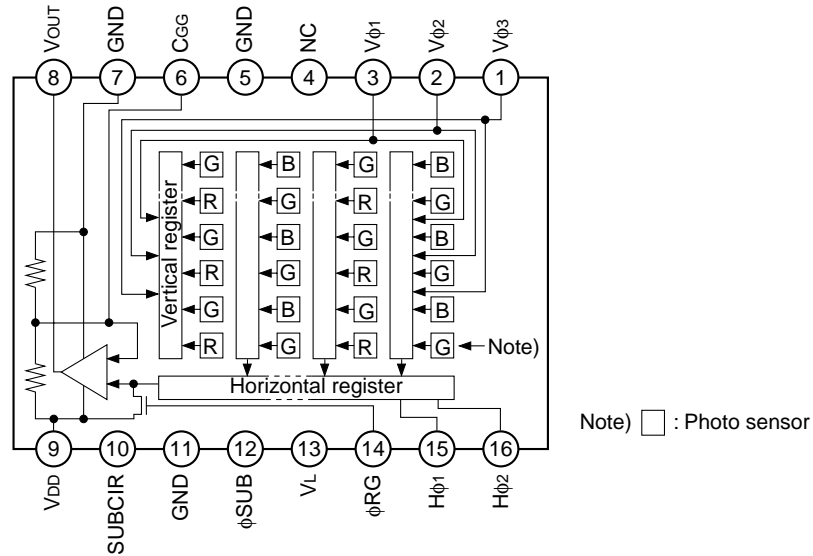 VOUT GND CGG GND NC Vϕ1 Vϕ2 Vϕ3
8 7 6 5 4 3 2 1
G B G B
R G R G
G B G B
R G R G
G B G B
R G R G
Vertical register
Note)
Horizontal register
Note) : Photo sensor
9 10 11 12 13 14 15 16
VDD SUBCIR GND ϕSUB VL ϕRG Hϕ1 Hϕ2